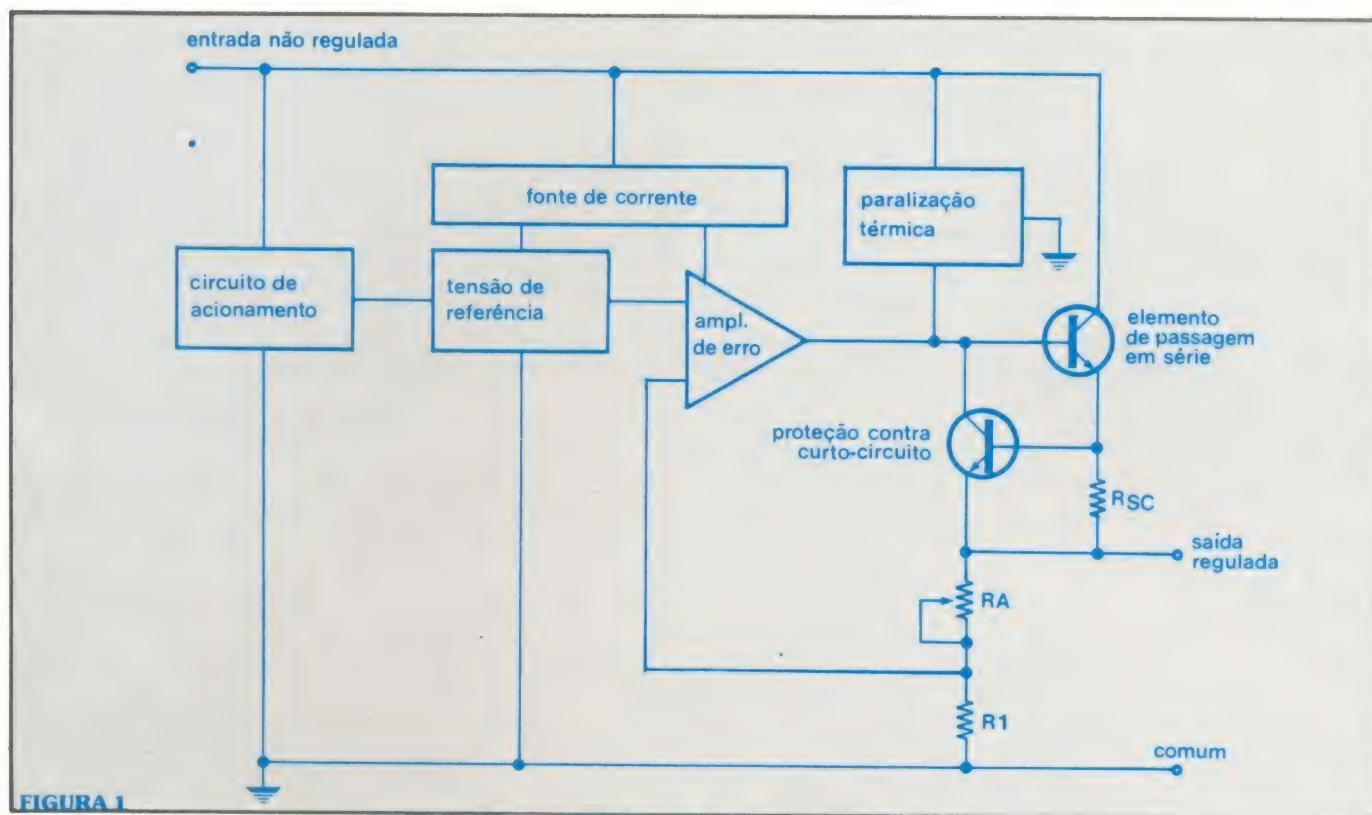 entrada não regulada
fonte de corrente
paralização
térmica
circuito de
acionamento
tensão de
referência
ampl.
de erro
elemento
de passagem
em série
proteção contra
curto-circuito
RSC
saída
regulada
RA
R1
comum
FIGURA 1